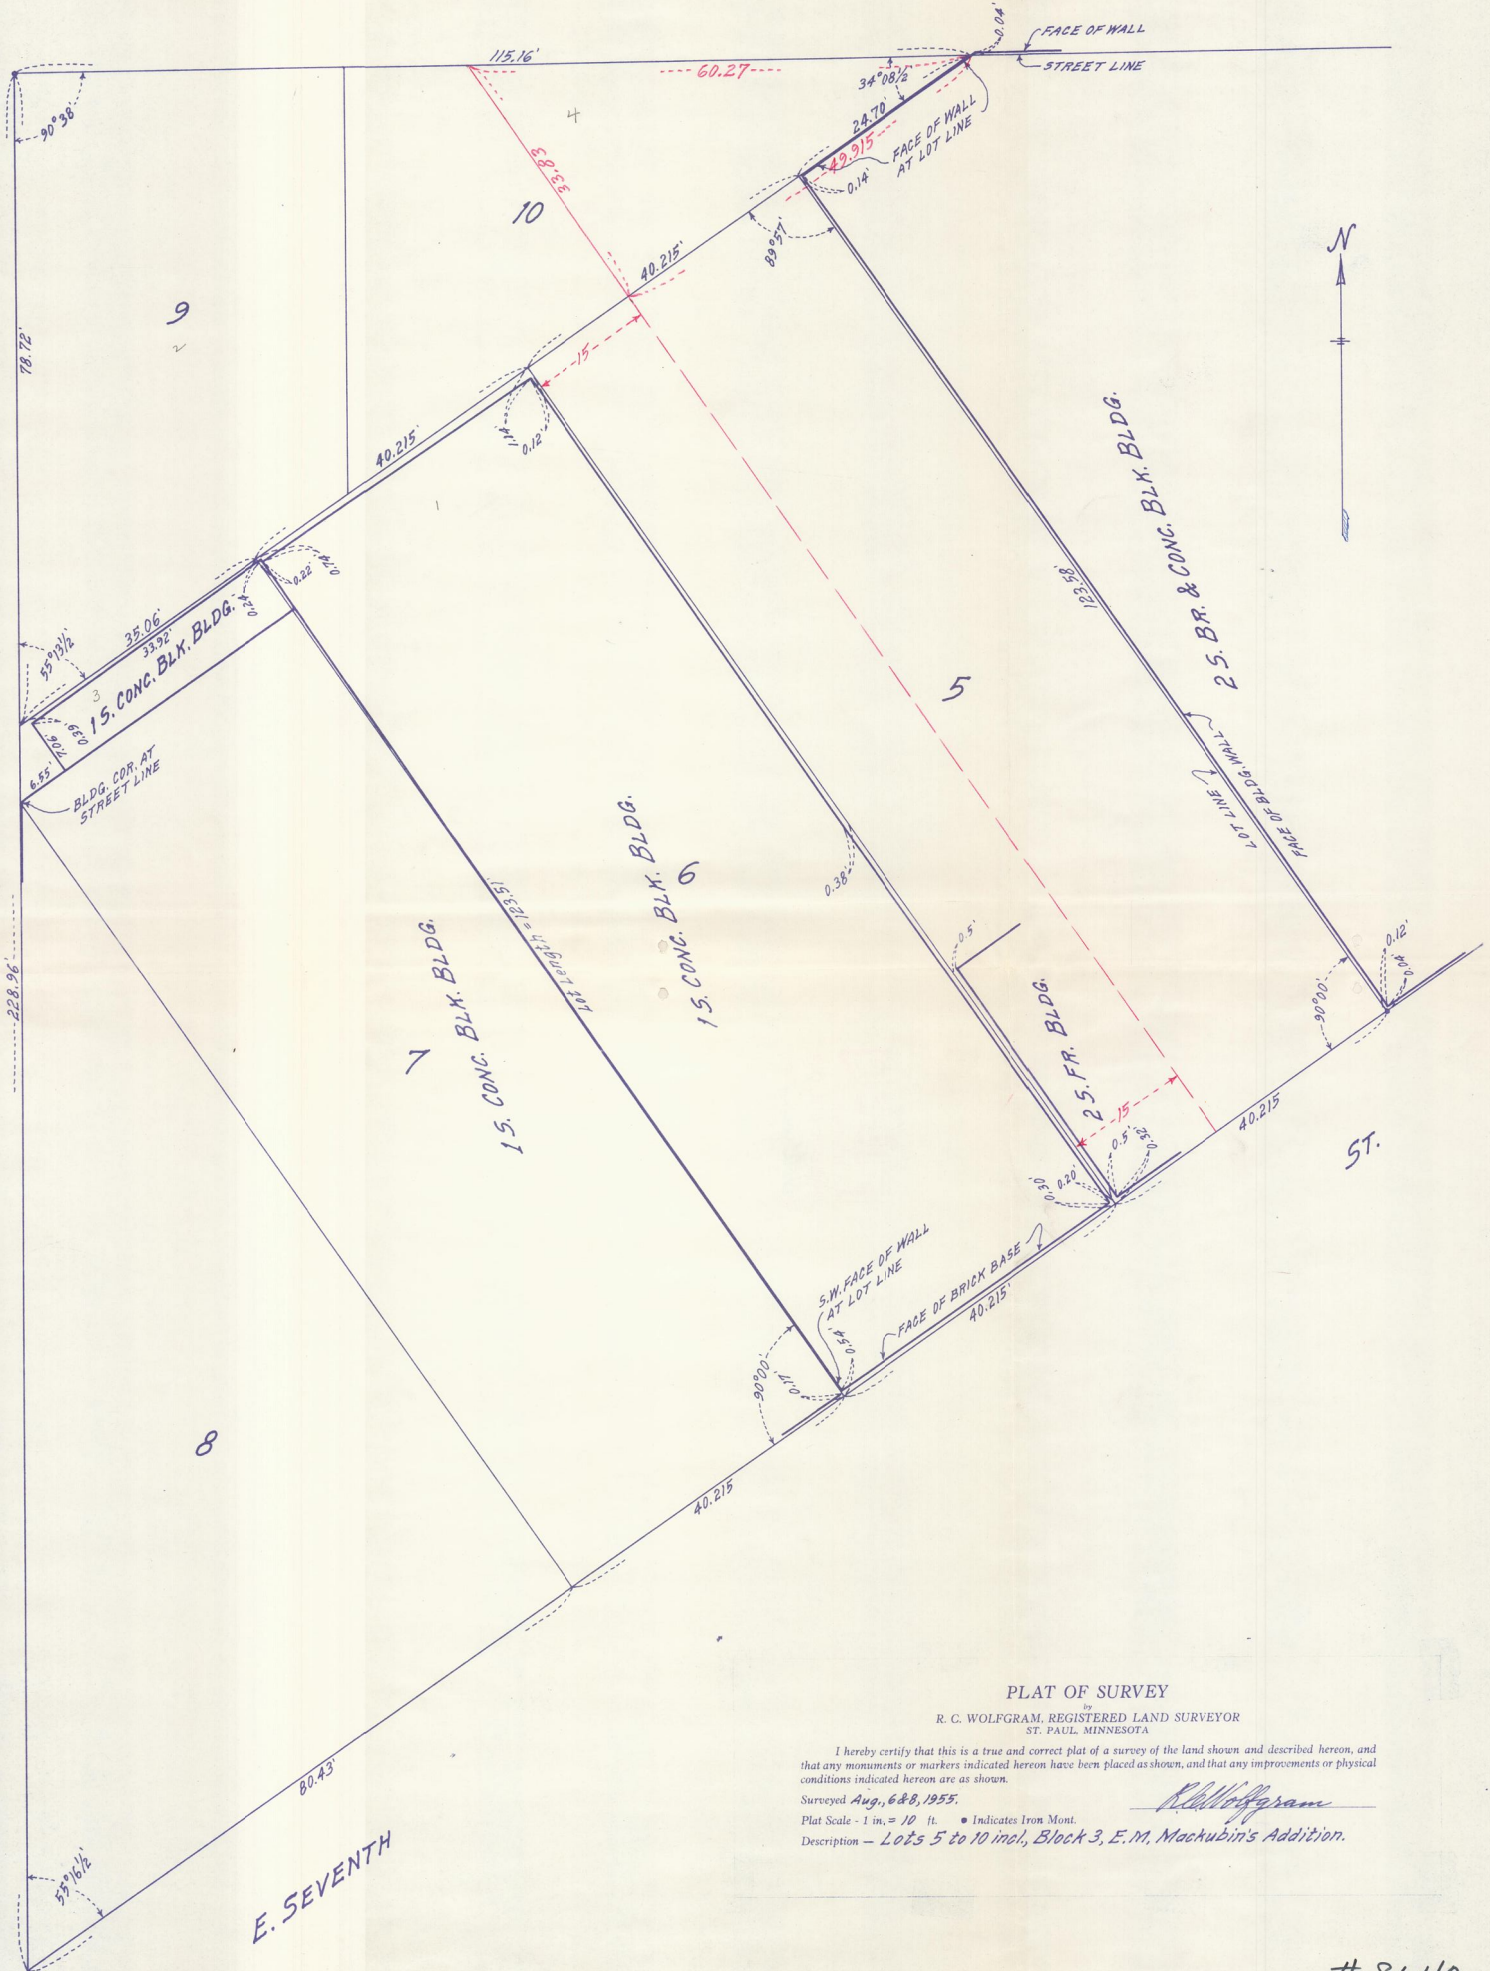 115.16'
60.27
0.04'
FACE OF WALL
STREET LINE
34°08½'
90°38'
4
24.70'
49.915
FACE OF WALL
AT LOT LINE
0.14'
33.83
10
89°57'
N
40.215'
9
2
78.72'
15
1.14'
0.12'
40.215'
1
2 S. BR. & CONC. BLK. BLDG.
123.58'
0.22'
0.74'
0.24'
35.06'
33.92'
55°13½'
1 S. CONC. BLK. BLDG.
3
0.39'
7.06'
6.55'
BLDG. COR. AT
STREET LINE
5
LOT LINE
FACE OF BLDG. WALL
6
1 S. CONC. BLK. BLDG.
0.38'
Lot Length = 123.51'
7
1 S. CONC. BLK. BLDG.
228.96'
0.5'
2 S. FR. BLDG.
0.12'
0.04'
90°00'
15
40.215
0.5'
0.32'
0.30'
0.20'
ST.
S.W. FACE OF WALL
AT LOT LINE
FACE OF BRICK BASE
40.215'
0.54'
0.17'
90°00'
8
40.215
80.43'
55°16½'
E. SEVENTH
PLAT OF SURVEY
by
R. C. WOLFGRAM, REGISTERED LAND SURVEYOR
ST. PAUL, MINNESOTA
I hereby certify that this is a true and correct plat of a survey of the land shown and described hereon, and
that any monuments or markers indicated hereon have been placed as shown, and that any improvements or physical
conditions indicated hereon are as shown.
Surveyed Aug., 6 & 8, 1955.
R C Wolfgram
Plat Scale - 1 in. = 10 ft. • Indicates Iron Mont.
Description — Lots 5 to 10 incl., Block 3, E. M. Mackubin's Addition.